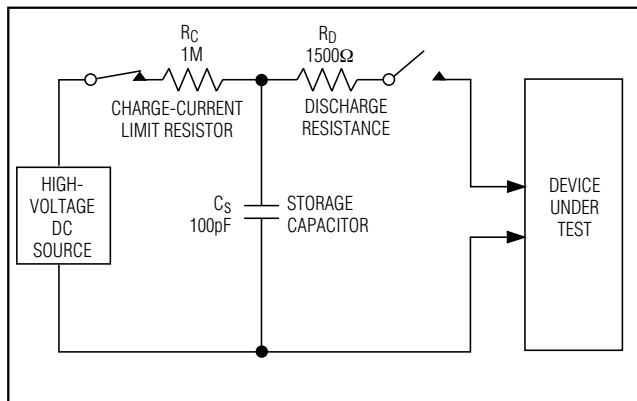 R_C
1M
CHARGE-CURRENT
LIMIT RESISTOR
R_D
1500Ω
DISCHARGE
RESISTANCE
HIGH-
VOLTAGE
DC
SOURCE
C_S
100pF
STORAGE
CAPACITOR
DEVICE
UNDER
TEST